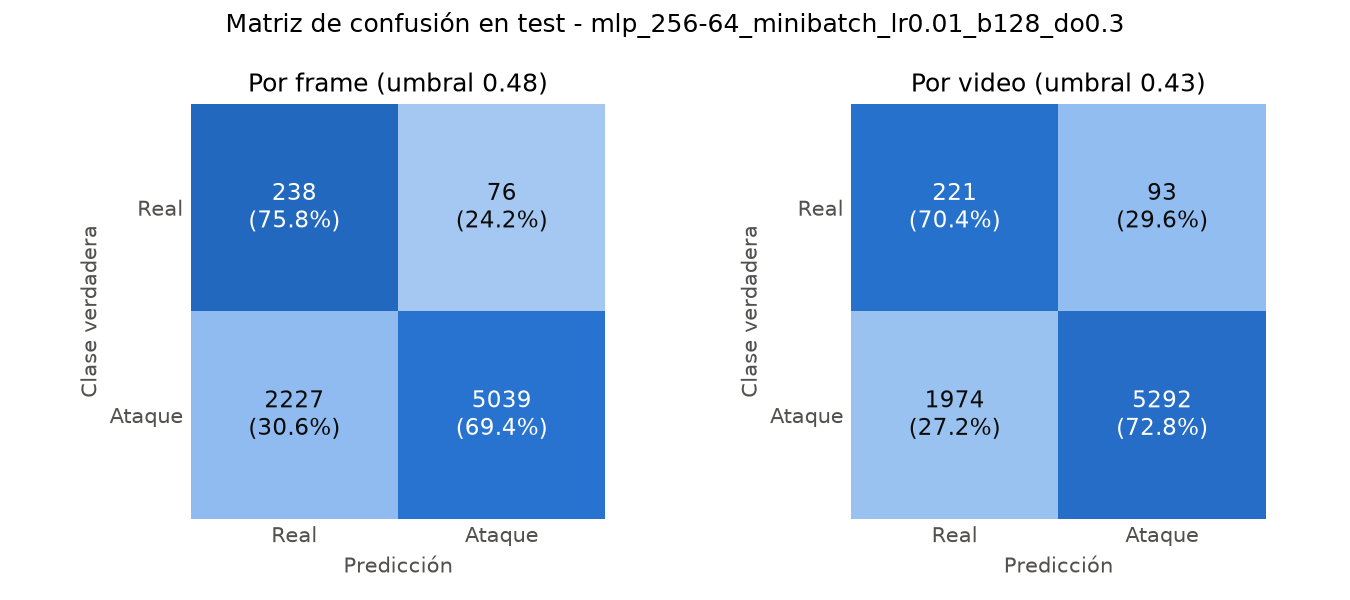 Matriz de confusión en test - mlp_256-64_minibatch_lr0.01_b128_do0.3
Por frame (umbral 0.48)
Clase verdadera
Real
238
(75.8%)
76
(24.2%)
Ataque
2227
(30.6%)
5039
(69.4%)
Real
Ataque
Predicción
Por video (umbral 0.43)
Clase verdadera
Real
221
(70.4%)
93
(29.6%)
Ataque
1974
(27.2%)
5292
(72.8%)
Real
Ataque
Predicción